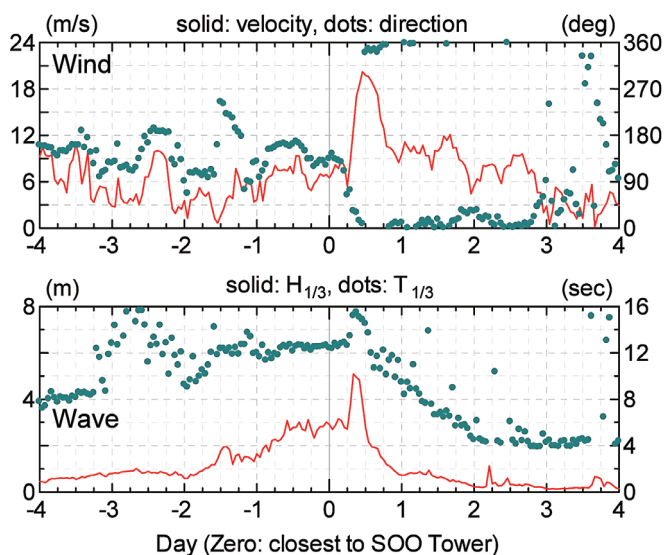 (m/s) solid: velocity, dots: direction (deg)
24 360
Wind
18 270
12 180
6 90
0 0
-4 -3 -2 -1 0 1 2 3 4
(m) solid: H1/3, dots: T1/3 (sec)
8 16
12
4 8
Wave
4
0 0
-4 -3 -2 -1 0 1 2 3 4
Day (Zero: closest to SOO Tower)